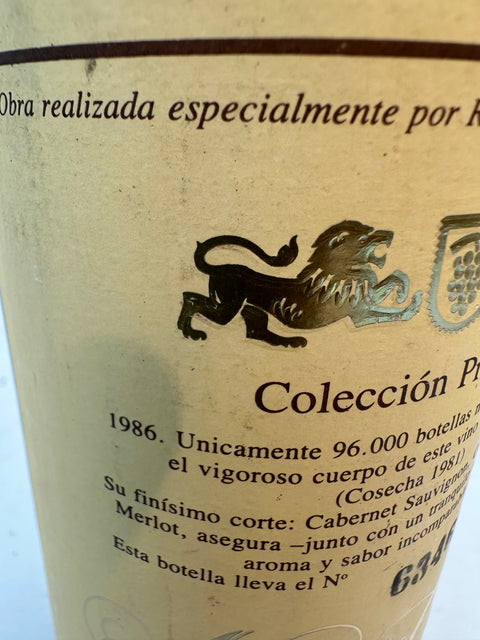 Obra realizada especialmente por
Colección
1986. Unicamente 96.000 botellas
el vigoroso cuerpo de este vino
(Cosecha 1981)
Su finísimo corte: Cabernet Sauvignon,
Merlot, asegura –junto con un
aroma y sabor
Esta botella lleva el Nº